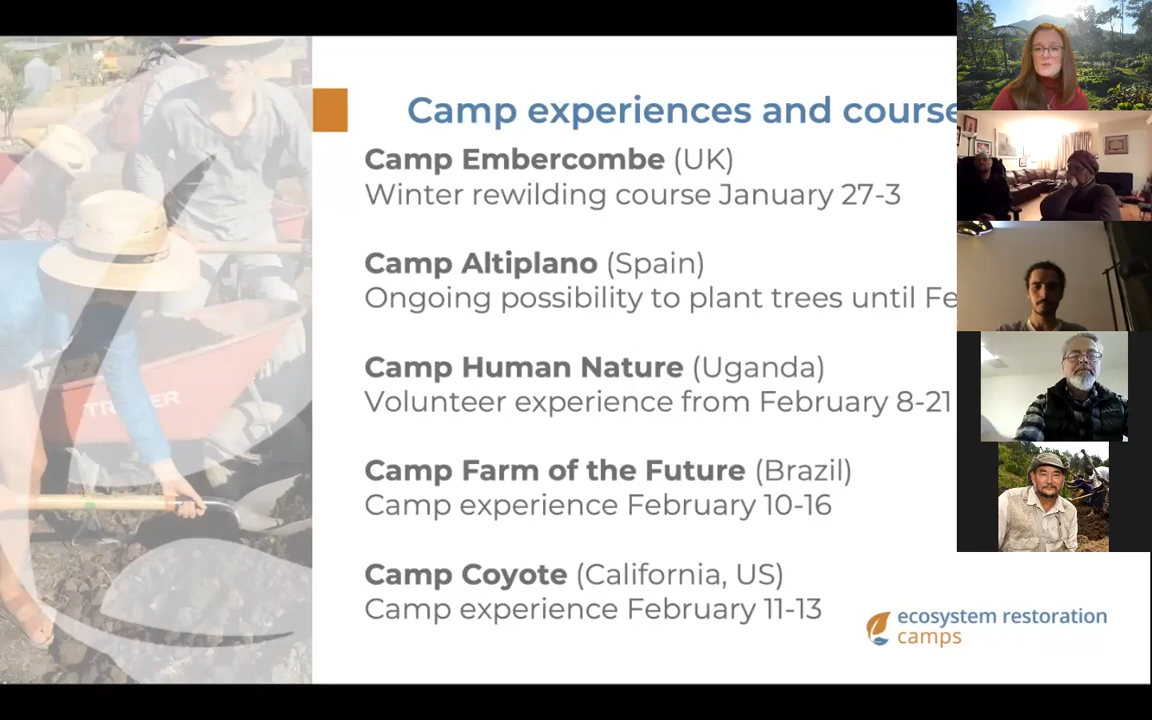 Camp experiences and course
Camp Embercombe (UK)
Winter rewilding course January 27-3
Camp Altiplano (Spain)
Ongoing possibility to plant trees until Fe
Camp Human Nature (Uganda)
Volunteer experience from February 8-21
Camp Farm of the Future (Brazil)
Camp experience February 10-16
Camp Coyote (California, US)
Camp experience February 11-13
ecosystem restoration
camps